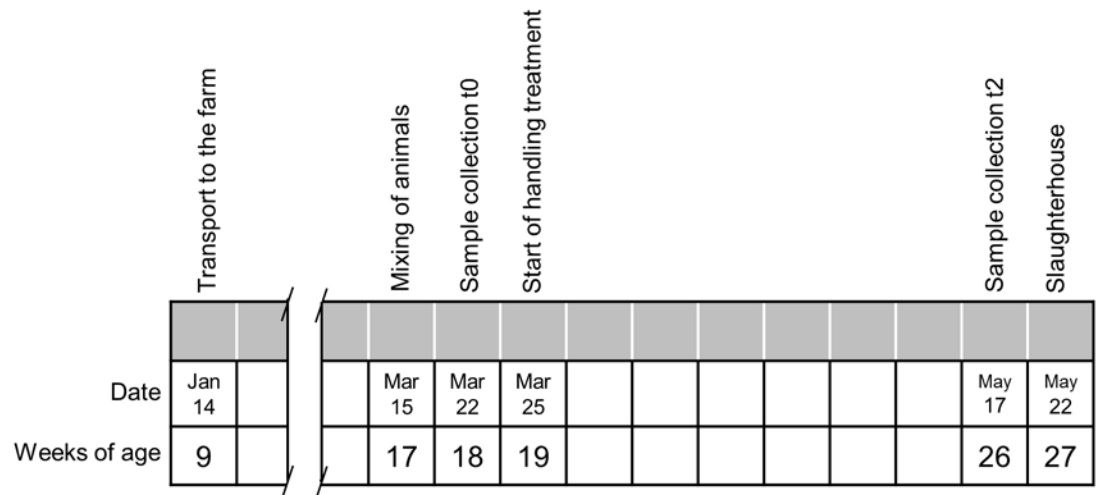 Transport to the farm
Mixing of animals
Sample collection t0
Start of handling treatment
Sample collection t2
Slaughterhouse
Date
Jan
14
Mar
15
Mar
22
Mar
25
May
17
May
22
Weeks of age
9
17
18
19
26
27